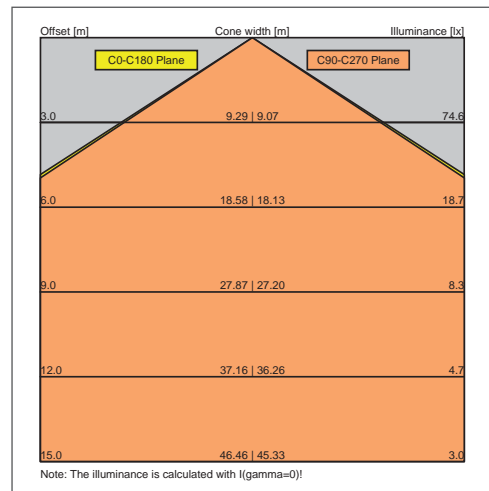 Offset [m] Cone width [m] Illuminance [lx]
C0-C180 Plane C90-C270 Plane
3.0 9.29 | 9.07 74.6
6.0 18.58 | 18.13 18.7
9.0 27.87 | 27.20 8.3
12.0 37.16 | 36.26 4.7
15.0 46.46 | 45.33 3.0
Note: The illuminance is calculated with I(gamma=0)!